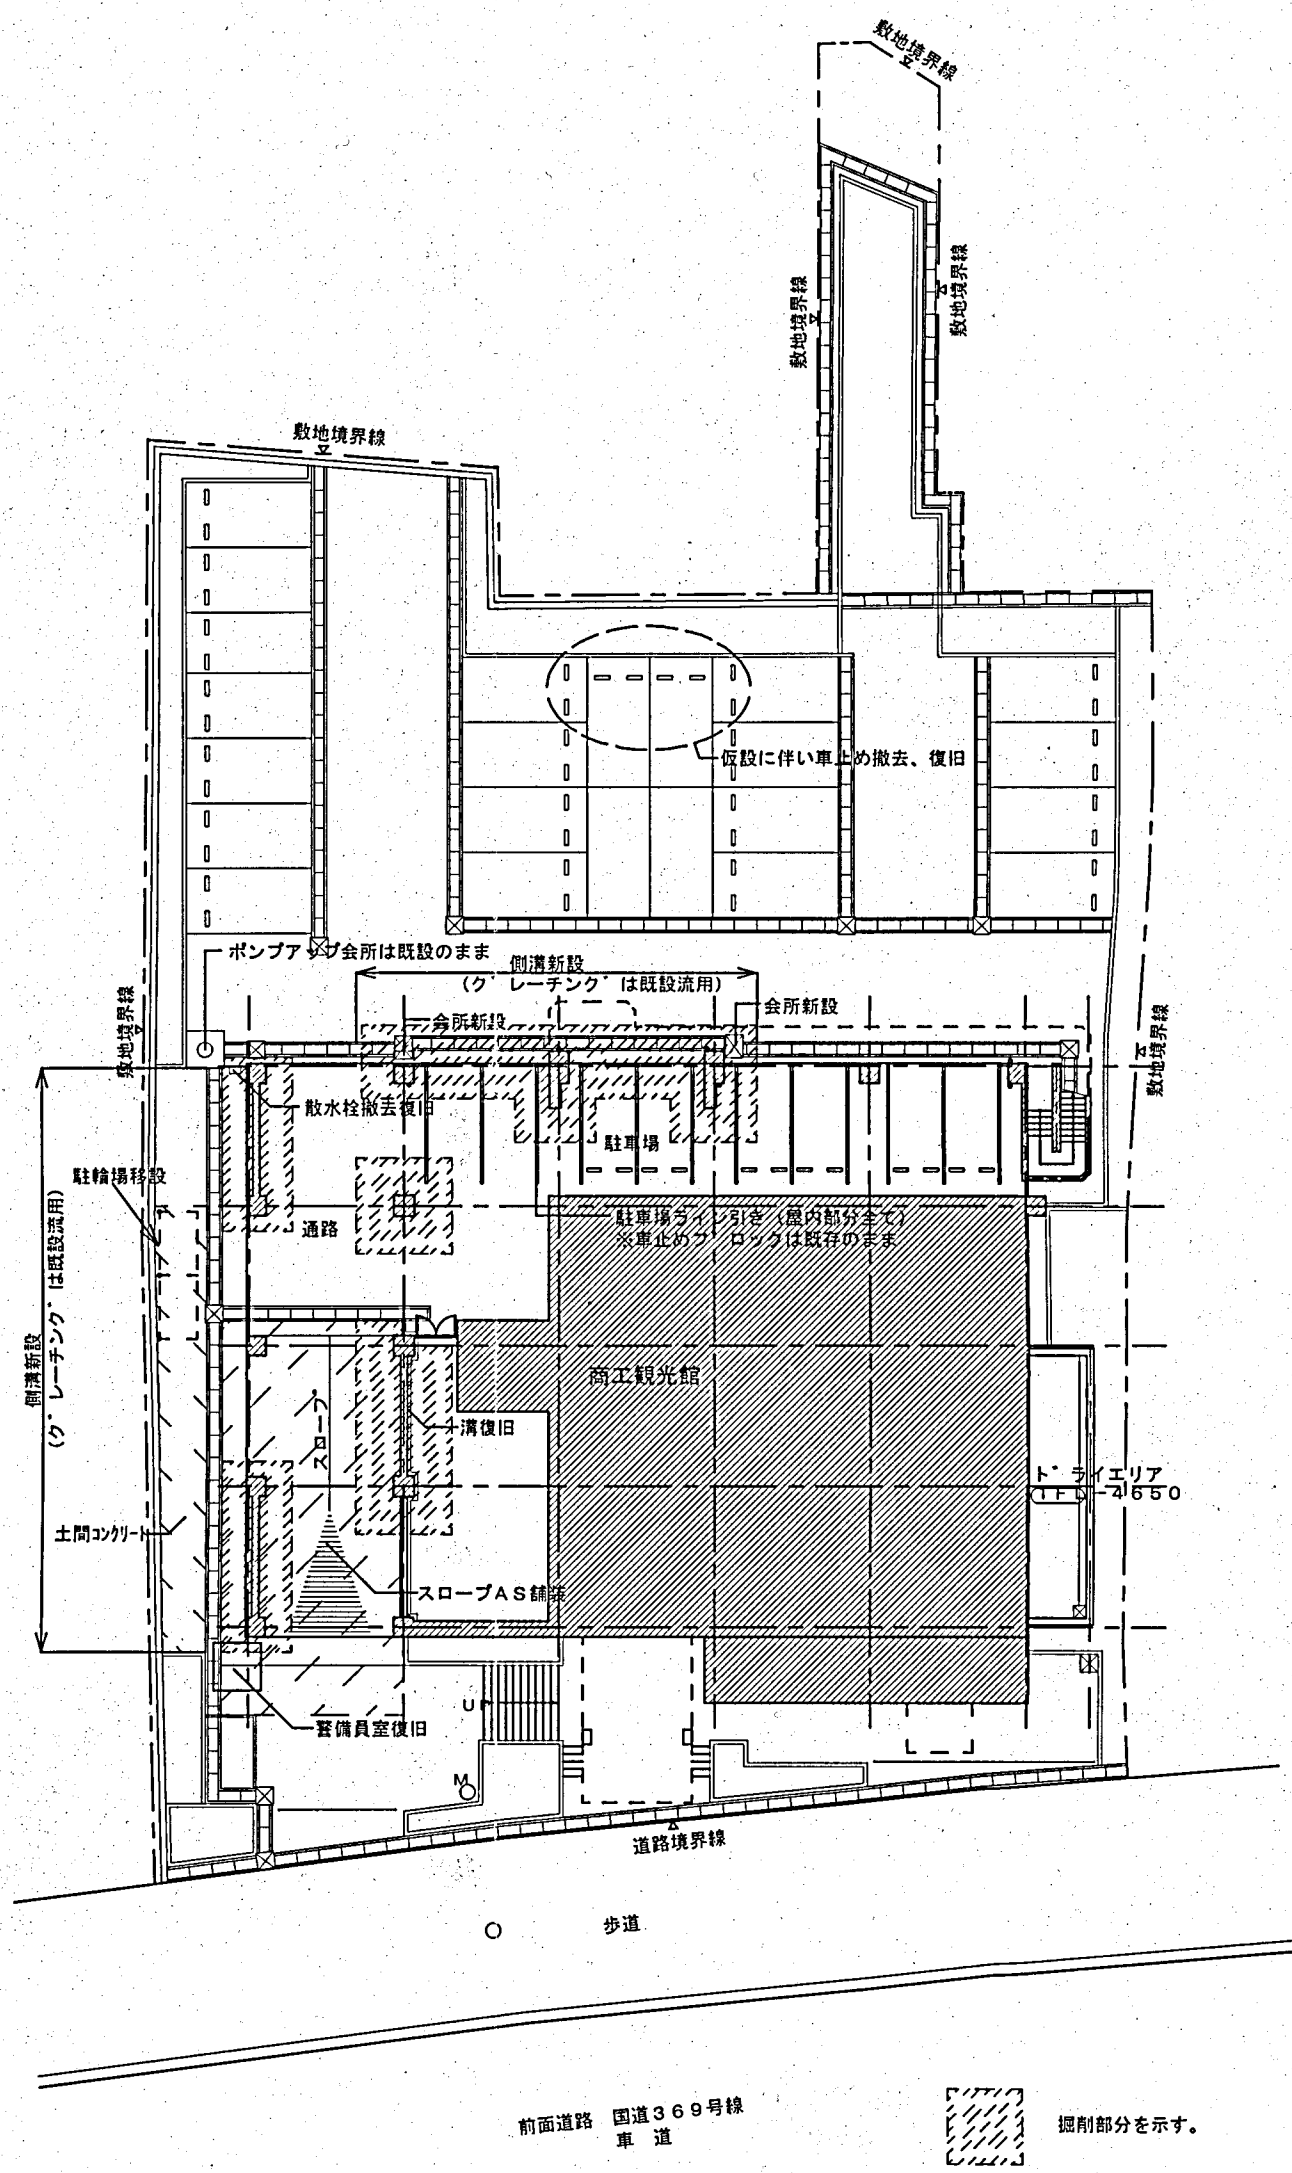 敷地境界線
敷地境界線
敷地境界線
敷地境界線
仮設に伴い車止め撤去、復旧
ポンプアップ会所は既設のまま
側溝新設
(グレーチングは既設流用)
会所新設
会所新設
敷地境界線
敷地境界線
散水栓撤去復旧
駐車場
駐輪場移設
通路
駐車場ライン引き(屋内部分全て)
※車止めブロックは既存のまま
側溝新設
(グレーチングは既設流用)
商工観光館
スロープ
溝復旧
ドライエリア
-4650
土間コンクリート
スロープAS舗装
UP
警備員室復旧
M
道路境界線
歩道
前面道路 国道369号線
車 道
掘削部分を示す。